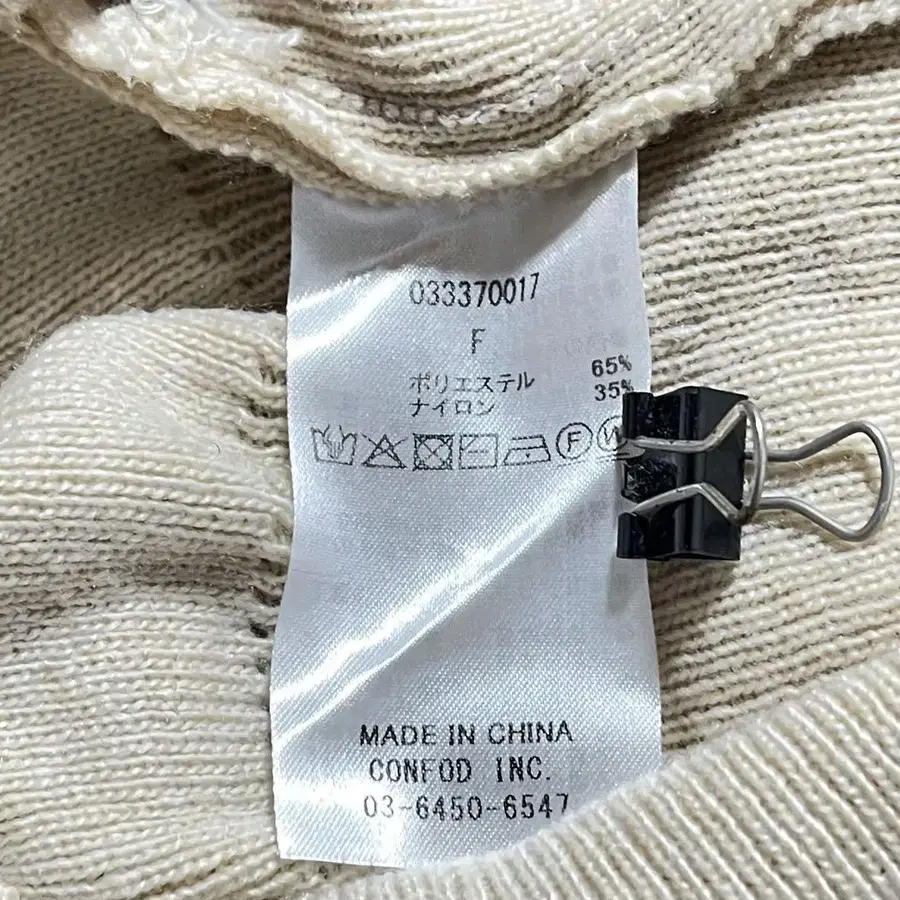 033370017
F
ポリエステル 65%
ナイロン 35%
F W
MADE IN CHINA
CONFOD INC.
03-6450-6547